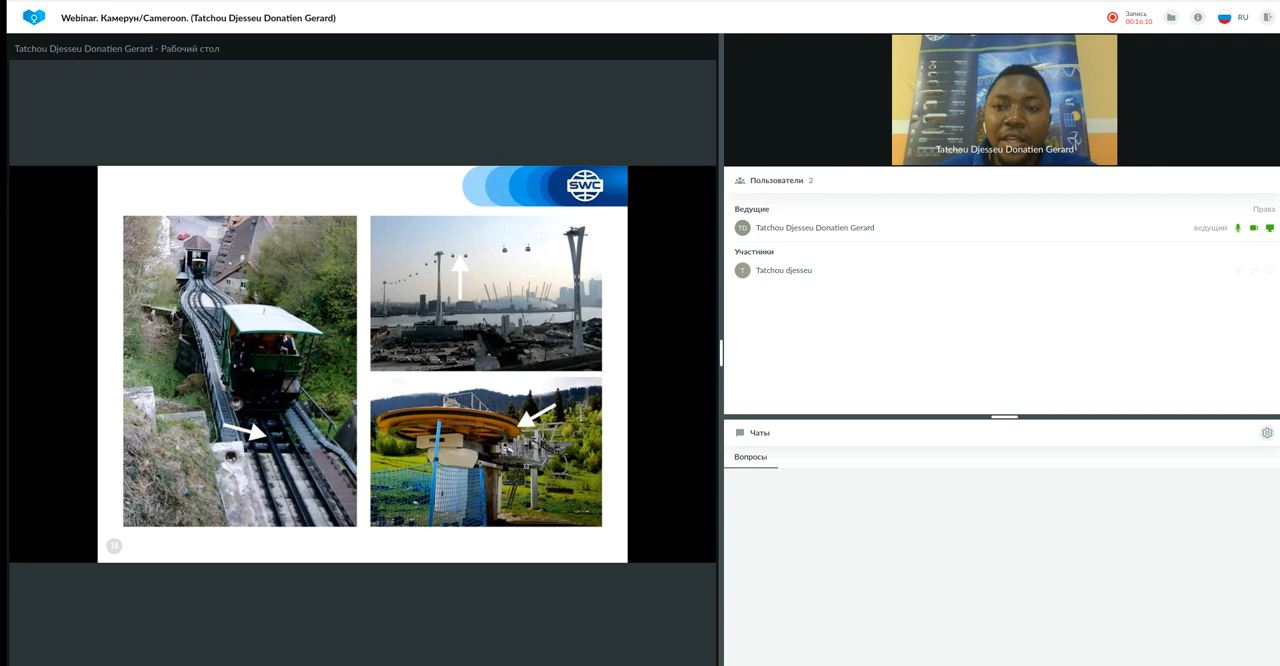 Webinar. Камерун/Cameroon. (Tatchou Djesseu Donatien Gerard)
Запись
00:16:10
RU
Tatchou Djesseu Donatien Gerard - Рабочий стол
SWC
16
Tatchou Djesseu Donatien Gerard
Пользователи 2
Ведущие Права
TD Tatchou Djesseu Donatien Gerard ведущий
Участники
T Tatchou djesseu
Чаты
Вопросы